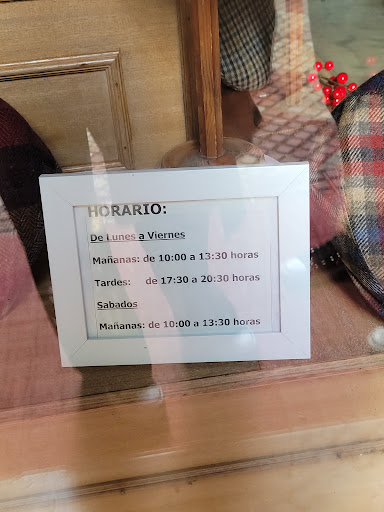 HORARIO:
De Lunes a Viernes
Mañanas: de 10:00 a 13:30 horas
Tardes: de 17:30 a 20:30 horas
Sabados
Mañanas: de 10:00 a 13:30 horas